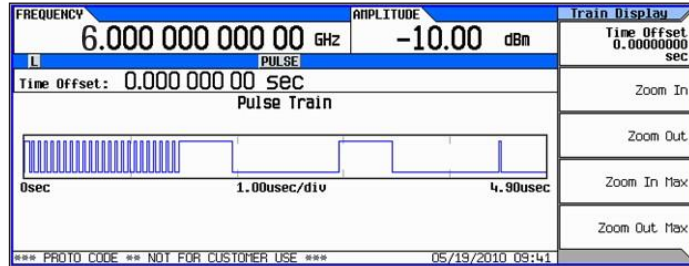 FREQUENCY AMPLITUDE Train Display
6.000 000 000 00 GHz -10.00 dBm
Time Offset
0.00000000
sec
L PULSE
Time Offset: 0.000 000 00 sec
Zoom In
Pulse Train
Zoom Out
0sec 1.00usec/div 4.90usec
Zoom In Max
Zoom Out Max
*** PROTO CODE ** NOT FOR CUSTOMER USE *** 05/19/2010 09:41